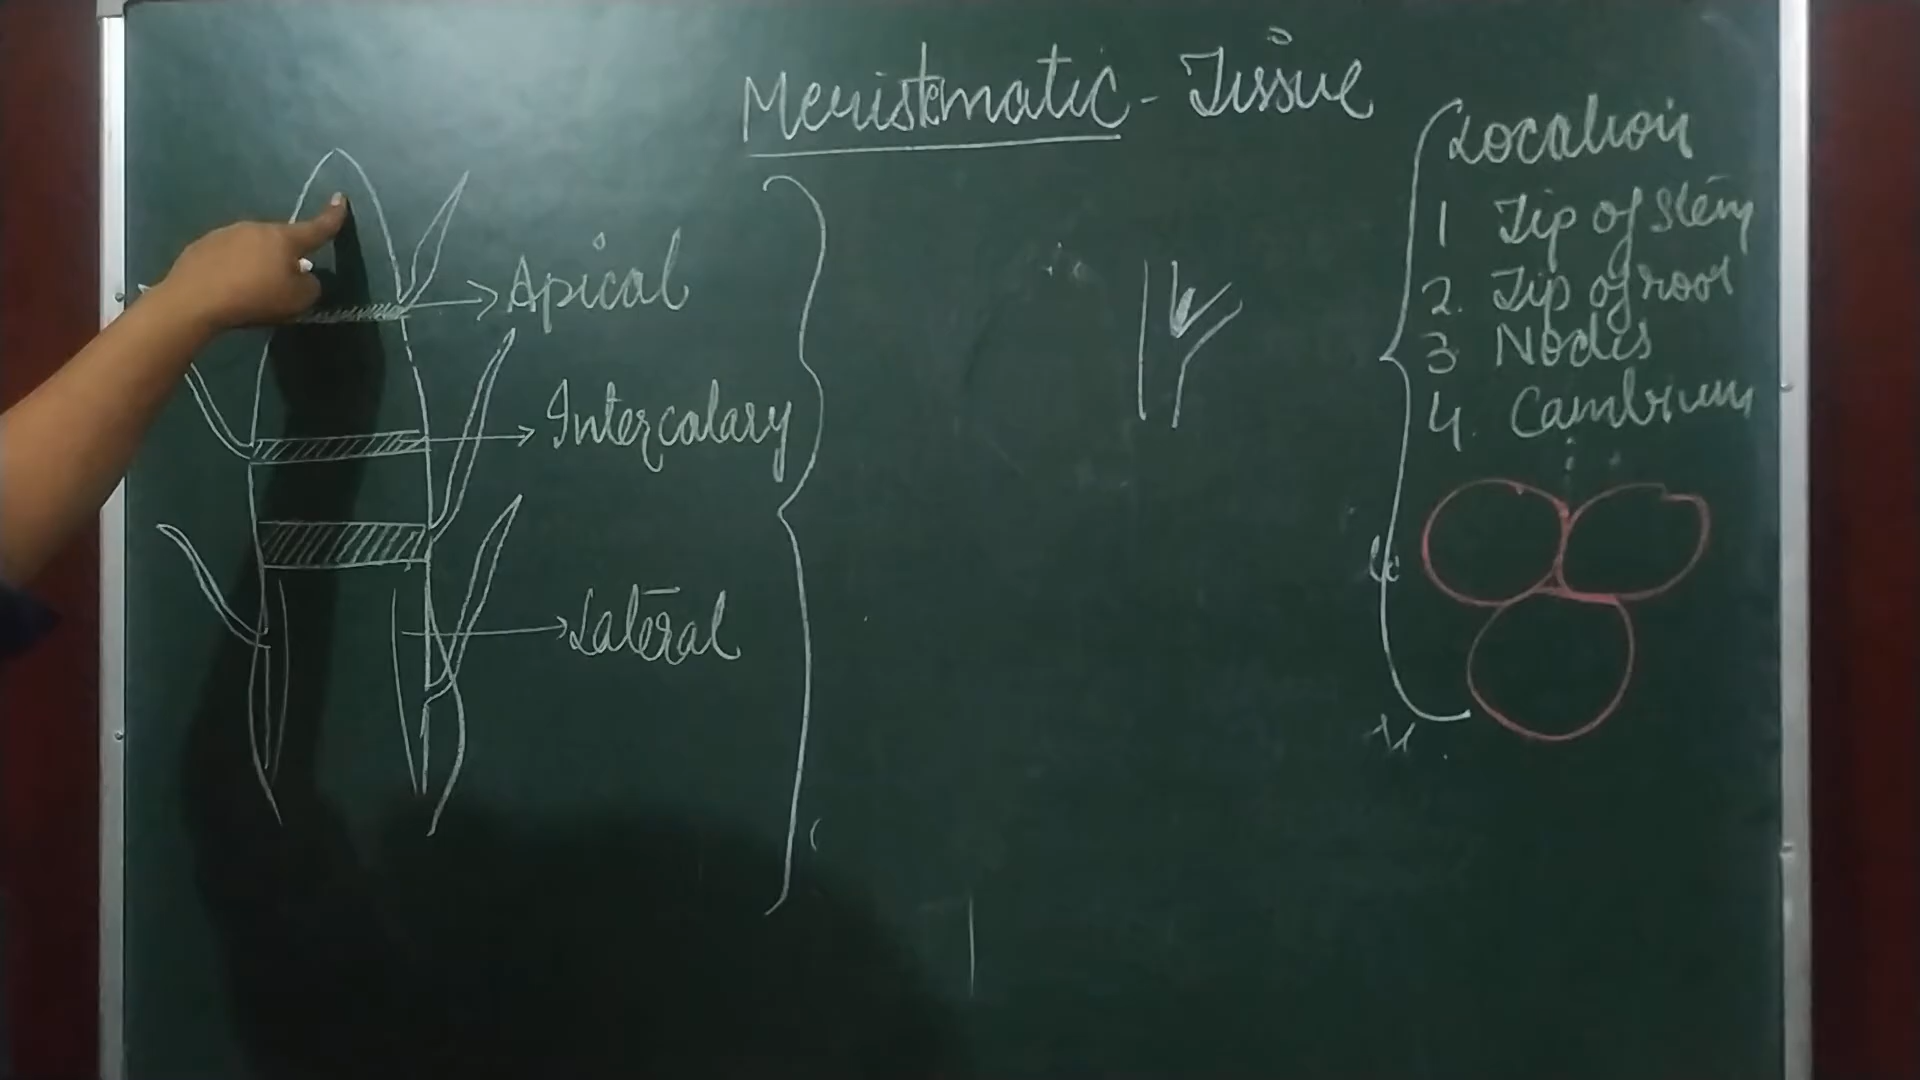 Meristematic - Tissue
Apical
Intercalary
Lateral
Location
1 Tip of Stem
2. Tip of root
3 Nodes
4. Cambium